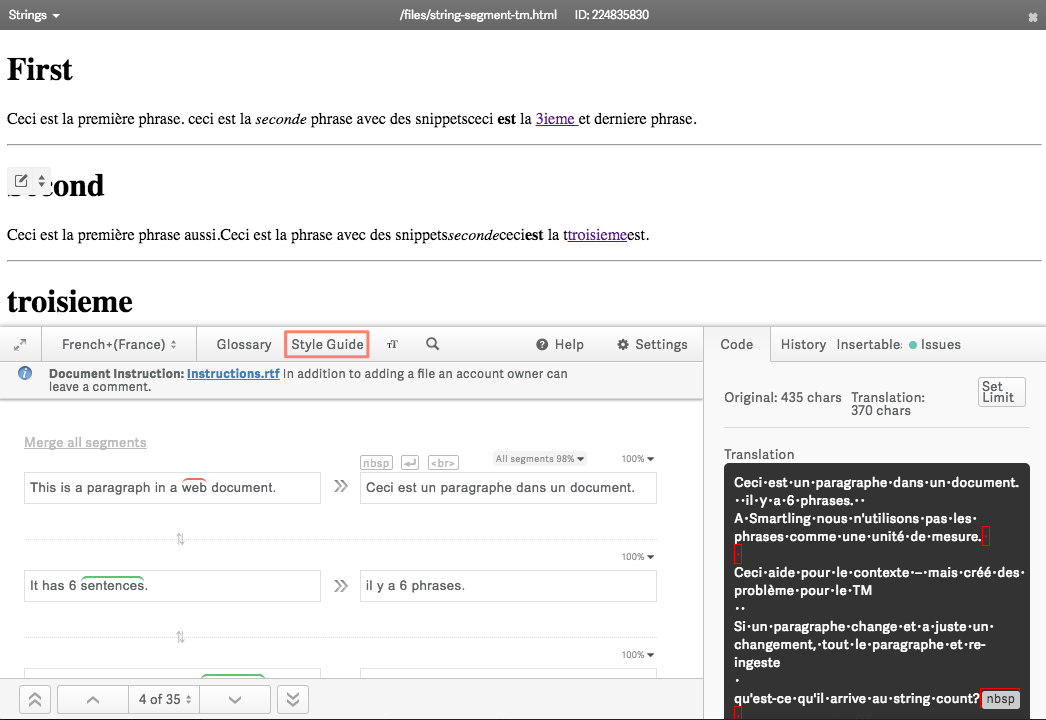 Strings
/files/string-segment-tm.html ID: 224835830
First
Ceci est la première phrase. ceci est la seconde phrase avec des snippetsceci est la 3ieme et derniere phrase.
ond
Ceci est la première phrase aussi.Ceci est la phrase avec des snippetssecondececiest la ttroisiemeest.
troisieme
French+(France) Glossary Style Guide TT Help Settings
Document Instruction: Instructions.rtf In addition to adding a file an account owner can
leave a comment.
Merge all segments
nbsp <br> All segments 98% 100%
This is a paragraph in a web document. Ceci est un paragraphe dans un document.
100%
It has 6 sentences. il y a 6 phrases.
100%
4 of 35
Code History Insertable: Issues
Original: 435 chars Translation:
370 chars
Set
Limit
Translation
Ceci·est·un·paragraphe·dans·un·document.
··il·y·a·6·phrases.··
A·Smartling·nous·n'utilisons·pas·les·
phrases·comme·une·unité·de·mesure.·
·
Ceci·aide·pour·le·contexte·–·mais·créé·des·
problème·pour·le·TM
··
Si·un·paragraphe·change·et·a·juste·un·
changement,·tout·le·paragraphe·et·re-
ingeste
·
qu'est-ce·qu'il·arrive·au·string·count? nbsp
·